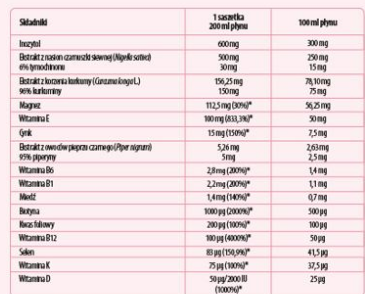 Składniki 1 saszetka 200 ml płynu 100 ml płynu
Inozytol 600 mg 300 mg
Ekstrakt z nasion czarnuszki siewnej (Nigella sativa) 500 mg 250 mg
6% tymochinonu 30 mg 15 mg
Ekstrakt z korzenia kurkumy (Curcuma longa L.) 156,25 mg 78,10 mg
96% kurkuminy 150 mg 75 mg
Magnez 112,5 mg (30%)* 56,25 mg
Witamina E 100 mg (833,3%)* 50 mg
Cynk 15 mg (150%)* 7,5 mg
Ekstrakt z owoców pieprzu czarnego (Piper nigrum) 5,26 mg 2,63 mg
95% piperyny 5 mg 2,5 mg
Witamina B6 2,8 mg (200%)* 1,4 mg
Witamina B1 2,2 mg (200%)* 1,1 mg
Miedź 1,4 mg (140%)* 0,7 mg
Biotyna 1000 µg (2000%)* 500 µg
Kwas foliowy 200 µg (100%)* 100 µg
Witamina B12 100 µg (4000%)* 50 µg
Selen 83 µg (150,9%)* 41,5 µg
Witamina K 75 µg (100%)* 37,5 µg
Witamina D 50 µg/2000 IU 25 µg
(1000%)*